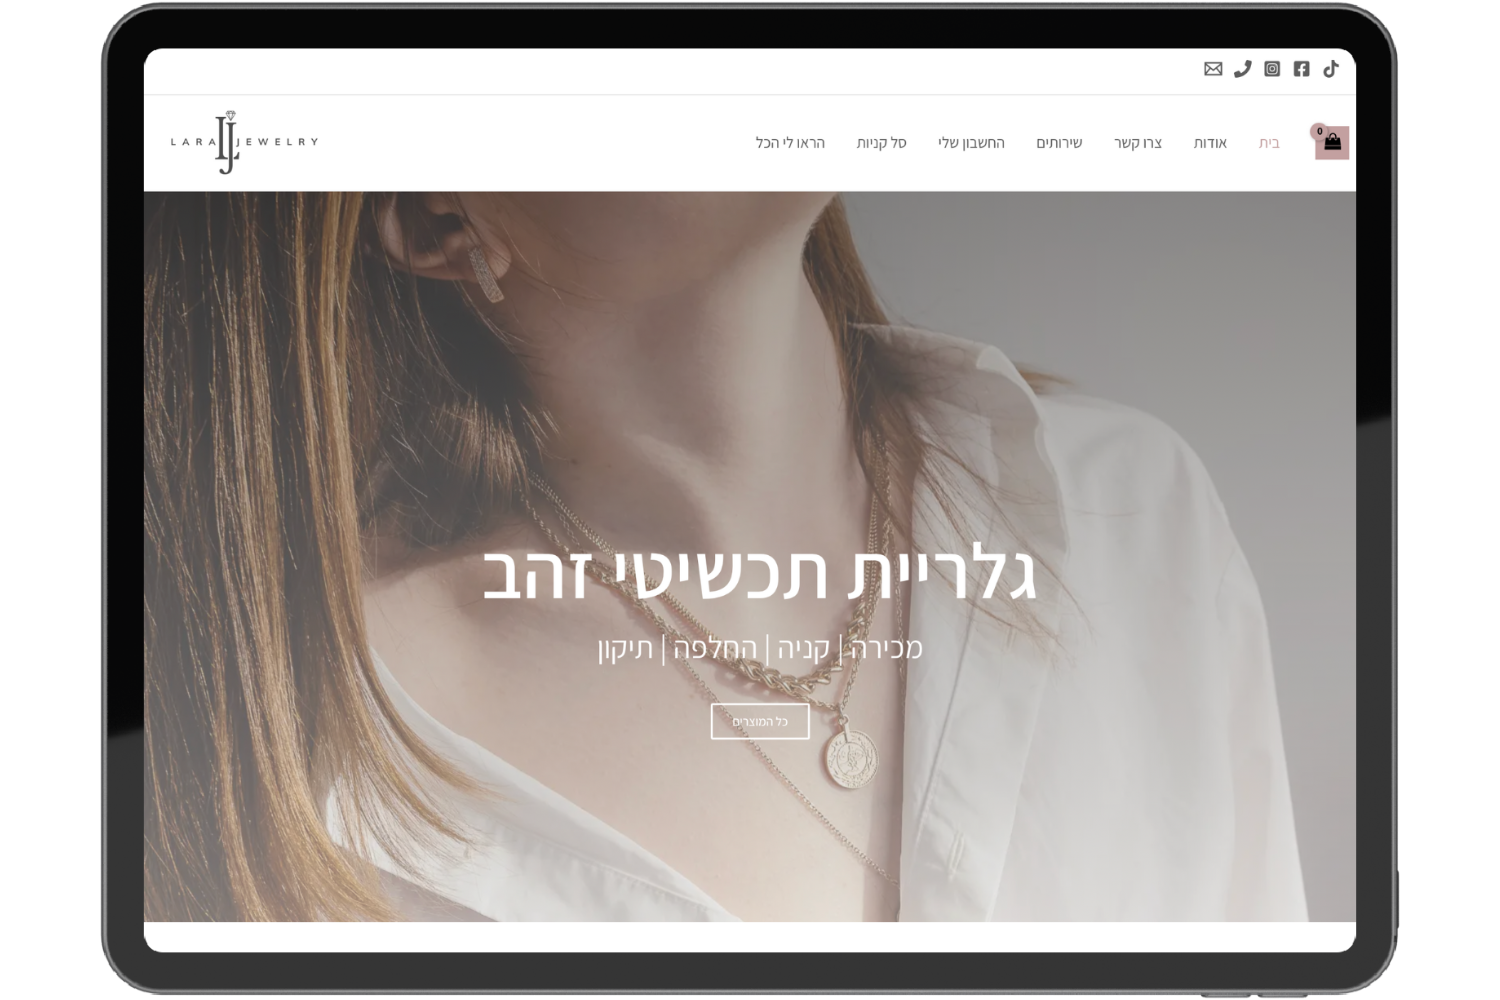 LARA JEWELRY
0
בית אודות צרו קשר שירותים החשבון שלי סל קניות הראו לי הכל
גלריית תכשיטי זהב
מכירה | קניה | החלפה | תיקון
כל המוצרים